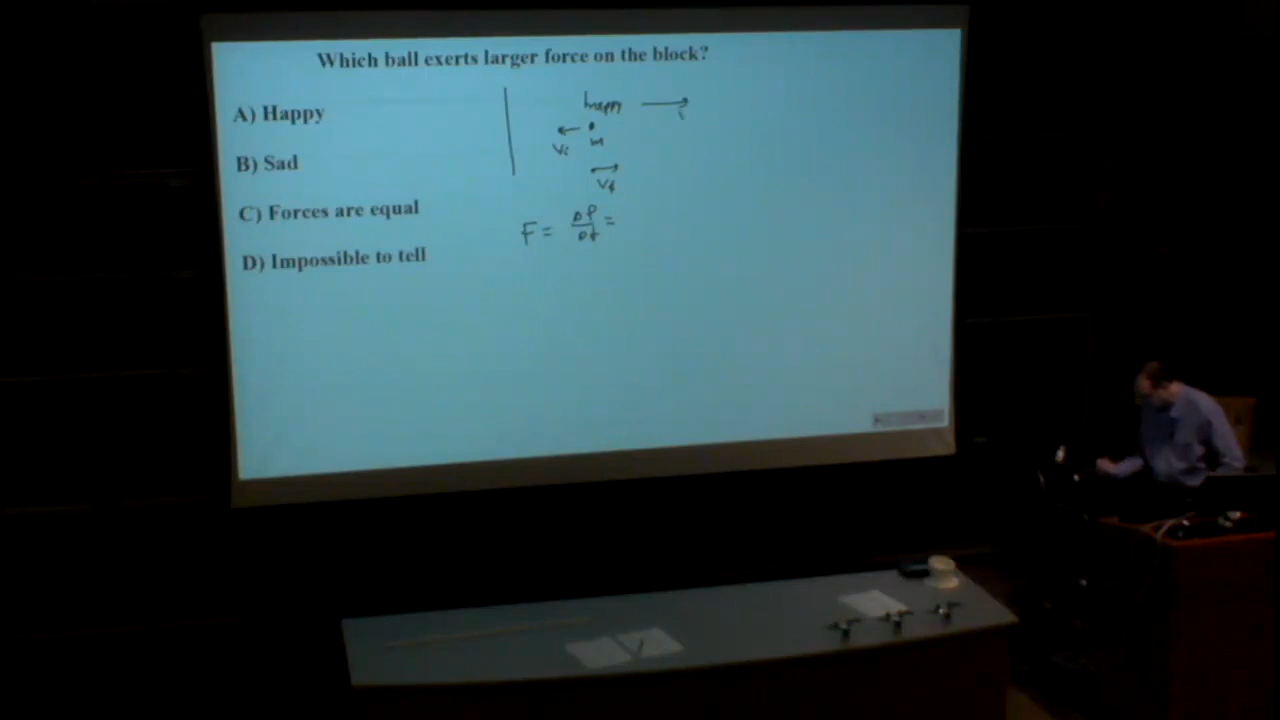 Which ball exerts larger force on the block?
A) Happy
B) Sad
C) Forces are equal
D) Impossible to tell
happy
i
Vi
m
Vf
F = ΔP/Δt =